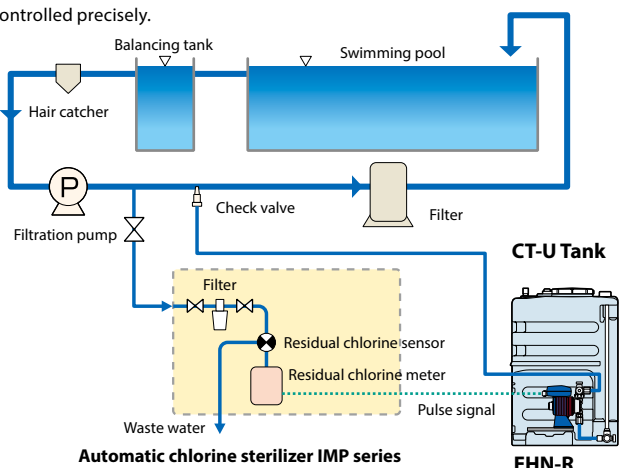 controlled precisely.
Balancing tank
Swimming pool
Hair catcher
P
Check valve
Filter
Filtration pump
CT-U Tank
Filter
Residual chlorine sensor
Residual chlorine meter
Pulse signal
Waste water
Automatic chlorine sterilizer IMP series
EHN-R